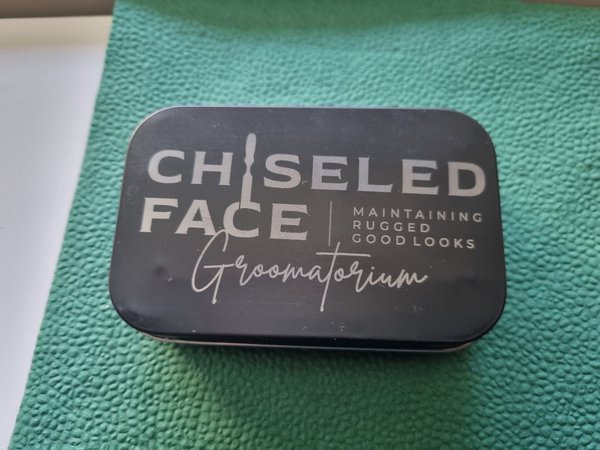 CHISELED
FACE
MAINTAINING
RUGGED
GOOD LOOKS
Groomatorium